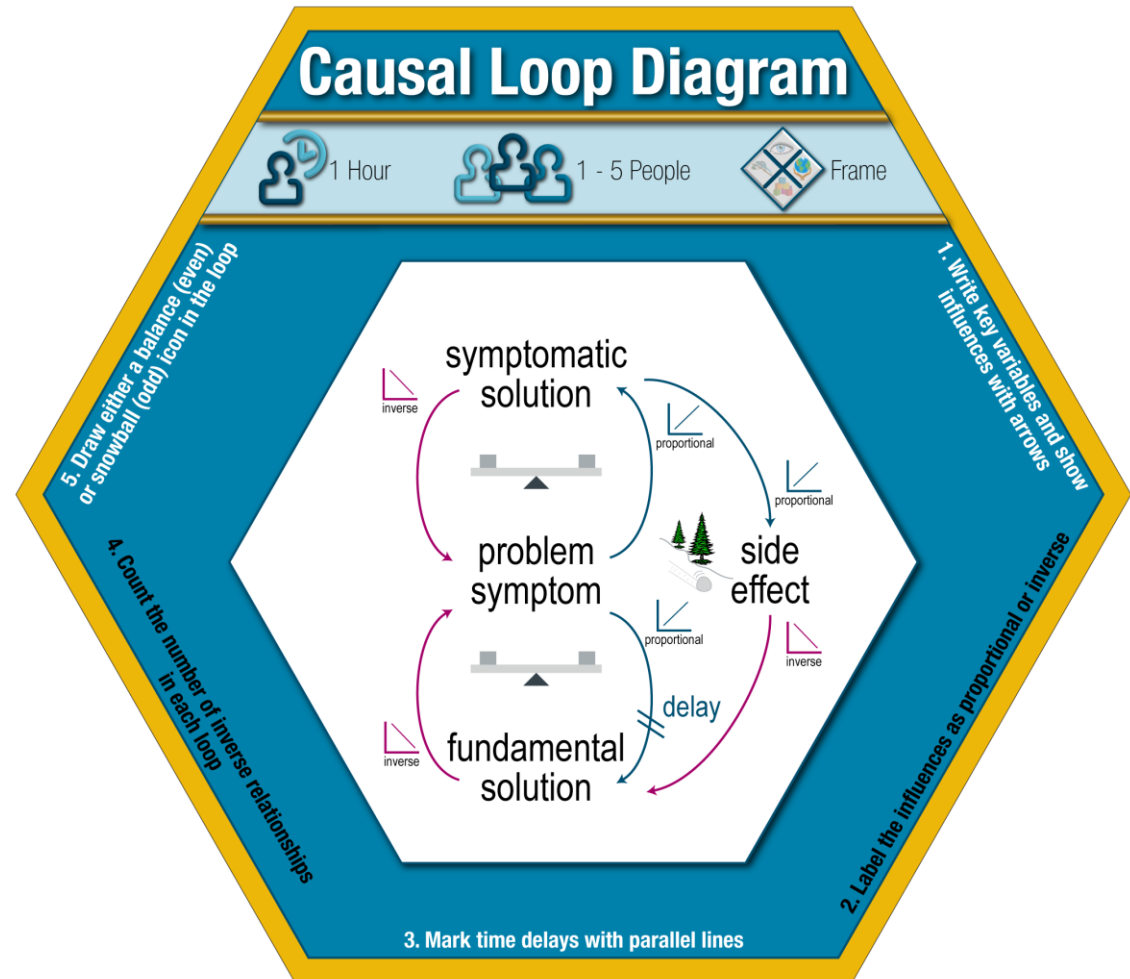 Causal Loop Diagram
1 Hour
1 - 5 People
Frame
1. Write key variables and show
influences with arrows
2. Label the influences as proportional or inverse
3. Mark time delays with parallel lines
4. Count the number of inverse relationships
in each loop
5. Draw either a balance (even)
or snowball (odd) icon in the loop
symptomatic
solution
inverse
proportional
proportional
problem
symptom
side
effect
proportional
inverse
delay
inverse
fundamental
solution